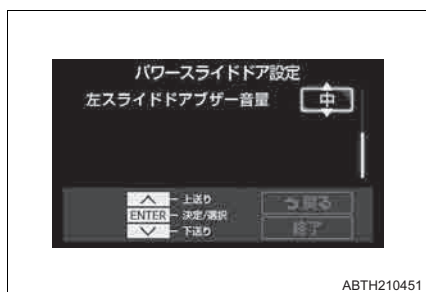 パワースライドドア設定
左スライドドアブザー音量 中
上送り
戻る
ENTER 決定/選択
下送り
終了
ABTH210451